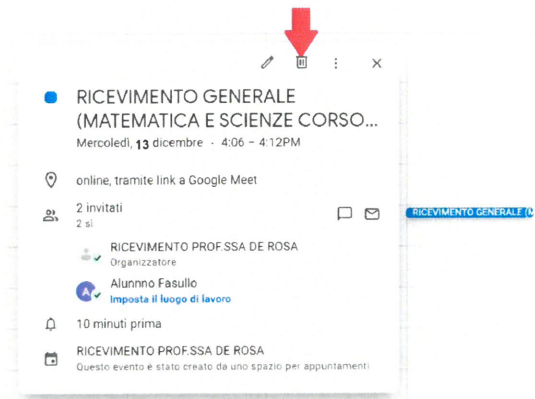 RICEVIMENTO GENERALE
(MATEMATICA E SCIENZE CORSO...
Mercoledì, 13 dicembre · 4:06 – 4:12PM
online, tramite link a Google Meet
2 invitati
2 sì
RICEVIMENTO GENERALE (M
RICEVIMENTO PROF.SSA DE ROSA
Organizzatore
A
Alunnno Fasullo
Imposta il luogo di lavoro
10 minuti prima
RICEVIMENTO PROF.SSA DE ROSA
Questo evento è stato creato da uno spazio per appuntamenti